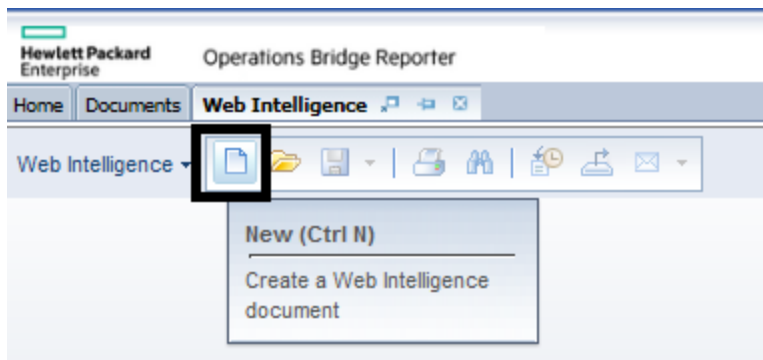 Hewlett Packard
Enterprise
Operations Bridge Reporter
Home Documents Web Intelligence
Web Intelligence
New (Ctrl N)
Create a Web Intelligence
document